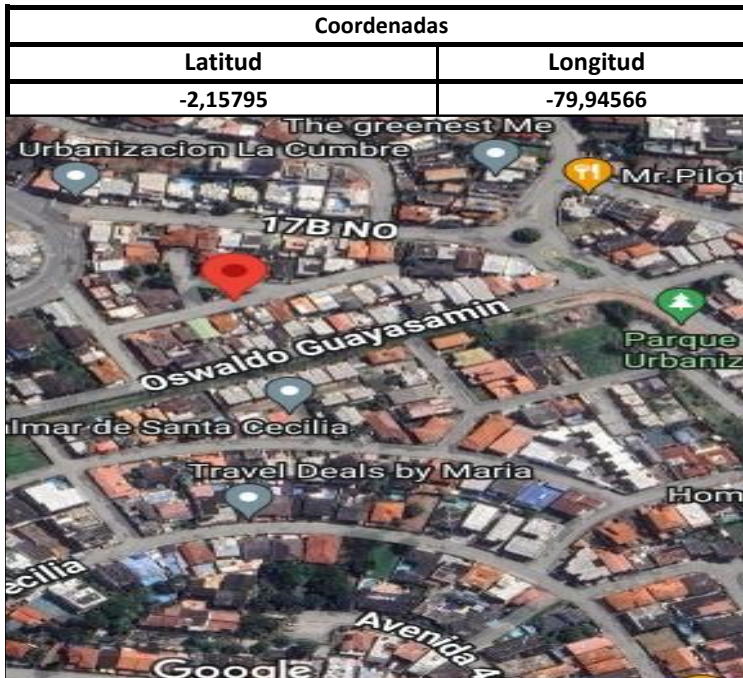 Coordenadas
Latitud Longitud
-2,15795 -79,94566
The greenest Me
Urbanizacion La Cumbre
Mr.Pilot
17B NO
Oswaldo Guayasamin
Parque
Urbaniz
lmar de Santa Cecilia
Travel Deals by Maria
Hom
ecilia
Avenida 4
Google